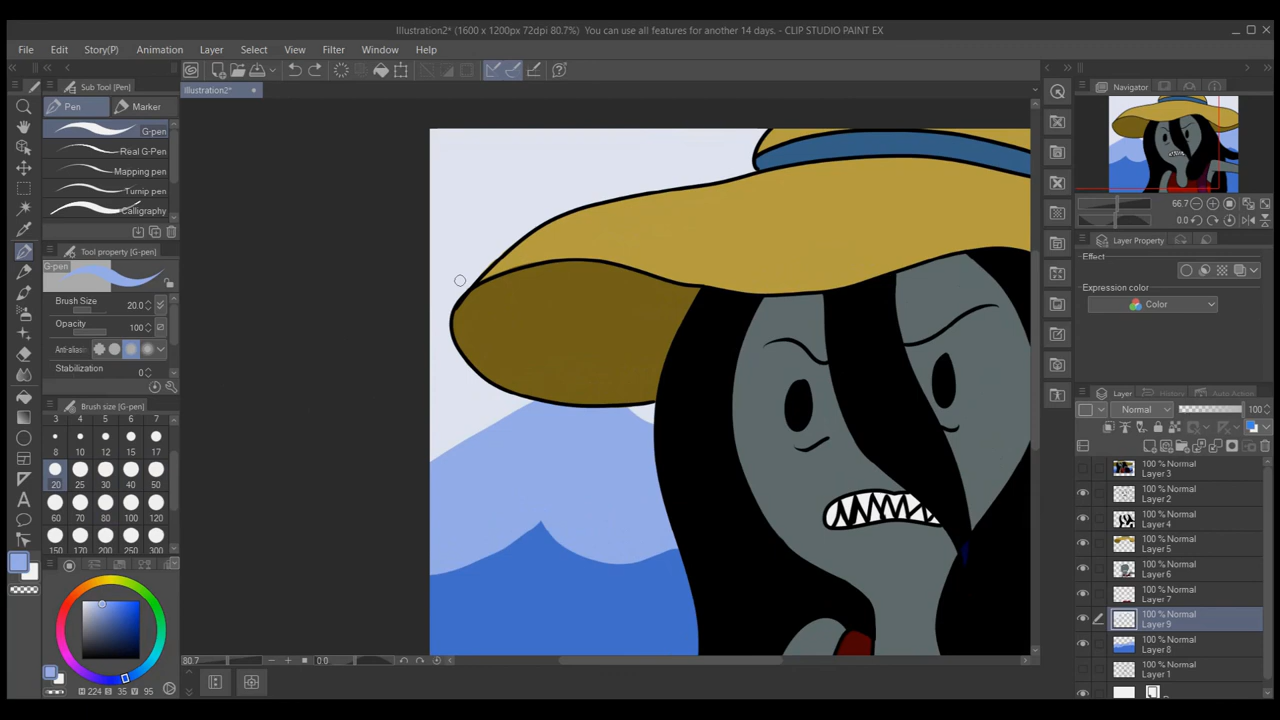 Illustration2* (1600 x 1200px 72dpi 80.7%)  You can use all features for another 14 days. - CLIP STUDIO PAINT EX
File Edit Story(P) Animation Layer Select View Filter Window Help
Sub Tool [Pen]
Illustration2*
Navigator
Pen Marker
G-pen
Real G-Pen
Mapping pen
Turnip pen
Calligraphy
66.7
0.0
Tool property [G-pen]
Layer Property
G-pen
Effect
Brush Size 20.0
Expression color
Opacity 100
Color
Anti-alias
Stabilization 0
Brush size [G-pen]
Layer History Auto Action
3 4 5 6 7
Normal 100
8 10 12 15 17
100 % Normal
Layer 3
20 25 30 40 50
100 % Normal
Layer 2
60 70 80 100 120
100 % Normal
Layer 4
150 170 200 250 300
100 % Normal
Layer 5
100 % Normal
Layer 6
100 % Normal
Layer 7
100 % Normal
Layer 9
100 % Normal
Layer 8
100 % Normal
Layer 1
80.7 0.0
H 224 S 35 V 95